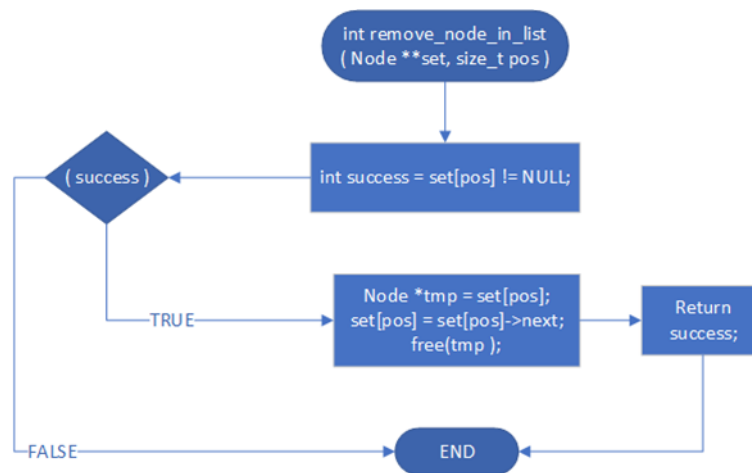 int remove_node_in_list
( Node **set, size_t pos )
( success )
int success = set[pos] != NULL;
TRUE
Node *tmp = set[pos];
set[pos] = set[pos]->next;
free(tmp );
Return
success;
FALSE
END